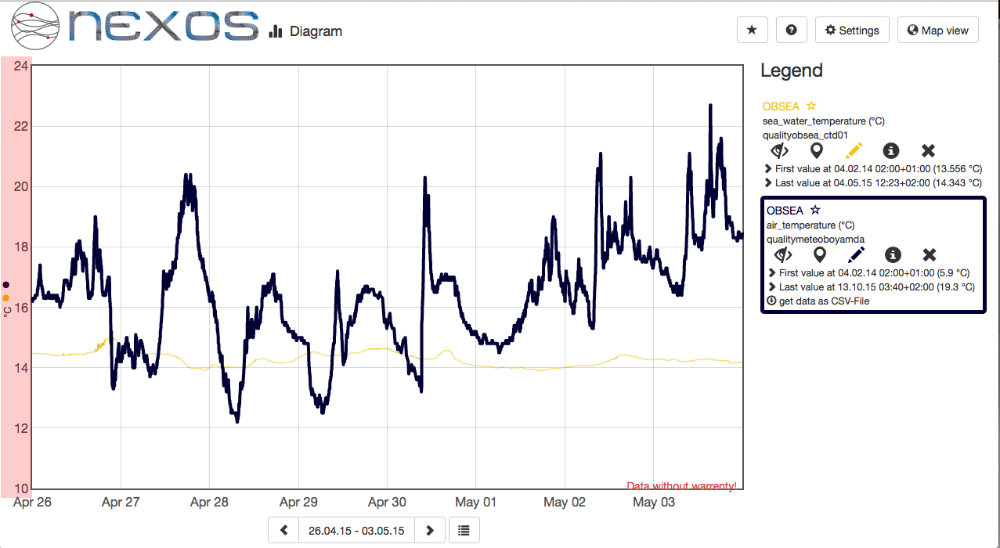 nexos
Diagram
Settings
Map view
24
22
20
18
16
14
12
10
°C
Apr 26
Apr 27
Apr 28
Apr 29
Apr 30
May 01
May 02
May 03
Data without warrenty!
26.04.15 - 03.05.15
Legend
OBSEA
sea_water_temperature (°C)
qualityobsea_ctd01
First value at 04.02.14 02:00+01:00 (13.556 °C)
Last value at 04.05.15 12:23+02:00 (14.343 °C)
OBSEA
air_temperature (°C)
qualitymeteoboyamda
First value at 04.02.14 02:00+01:00 (5.9 °C)
Last value at 13.10.15 03:40+02:00 (19.3 °C)
get data as CSV-File